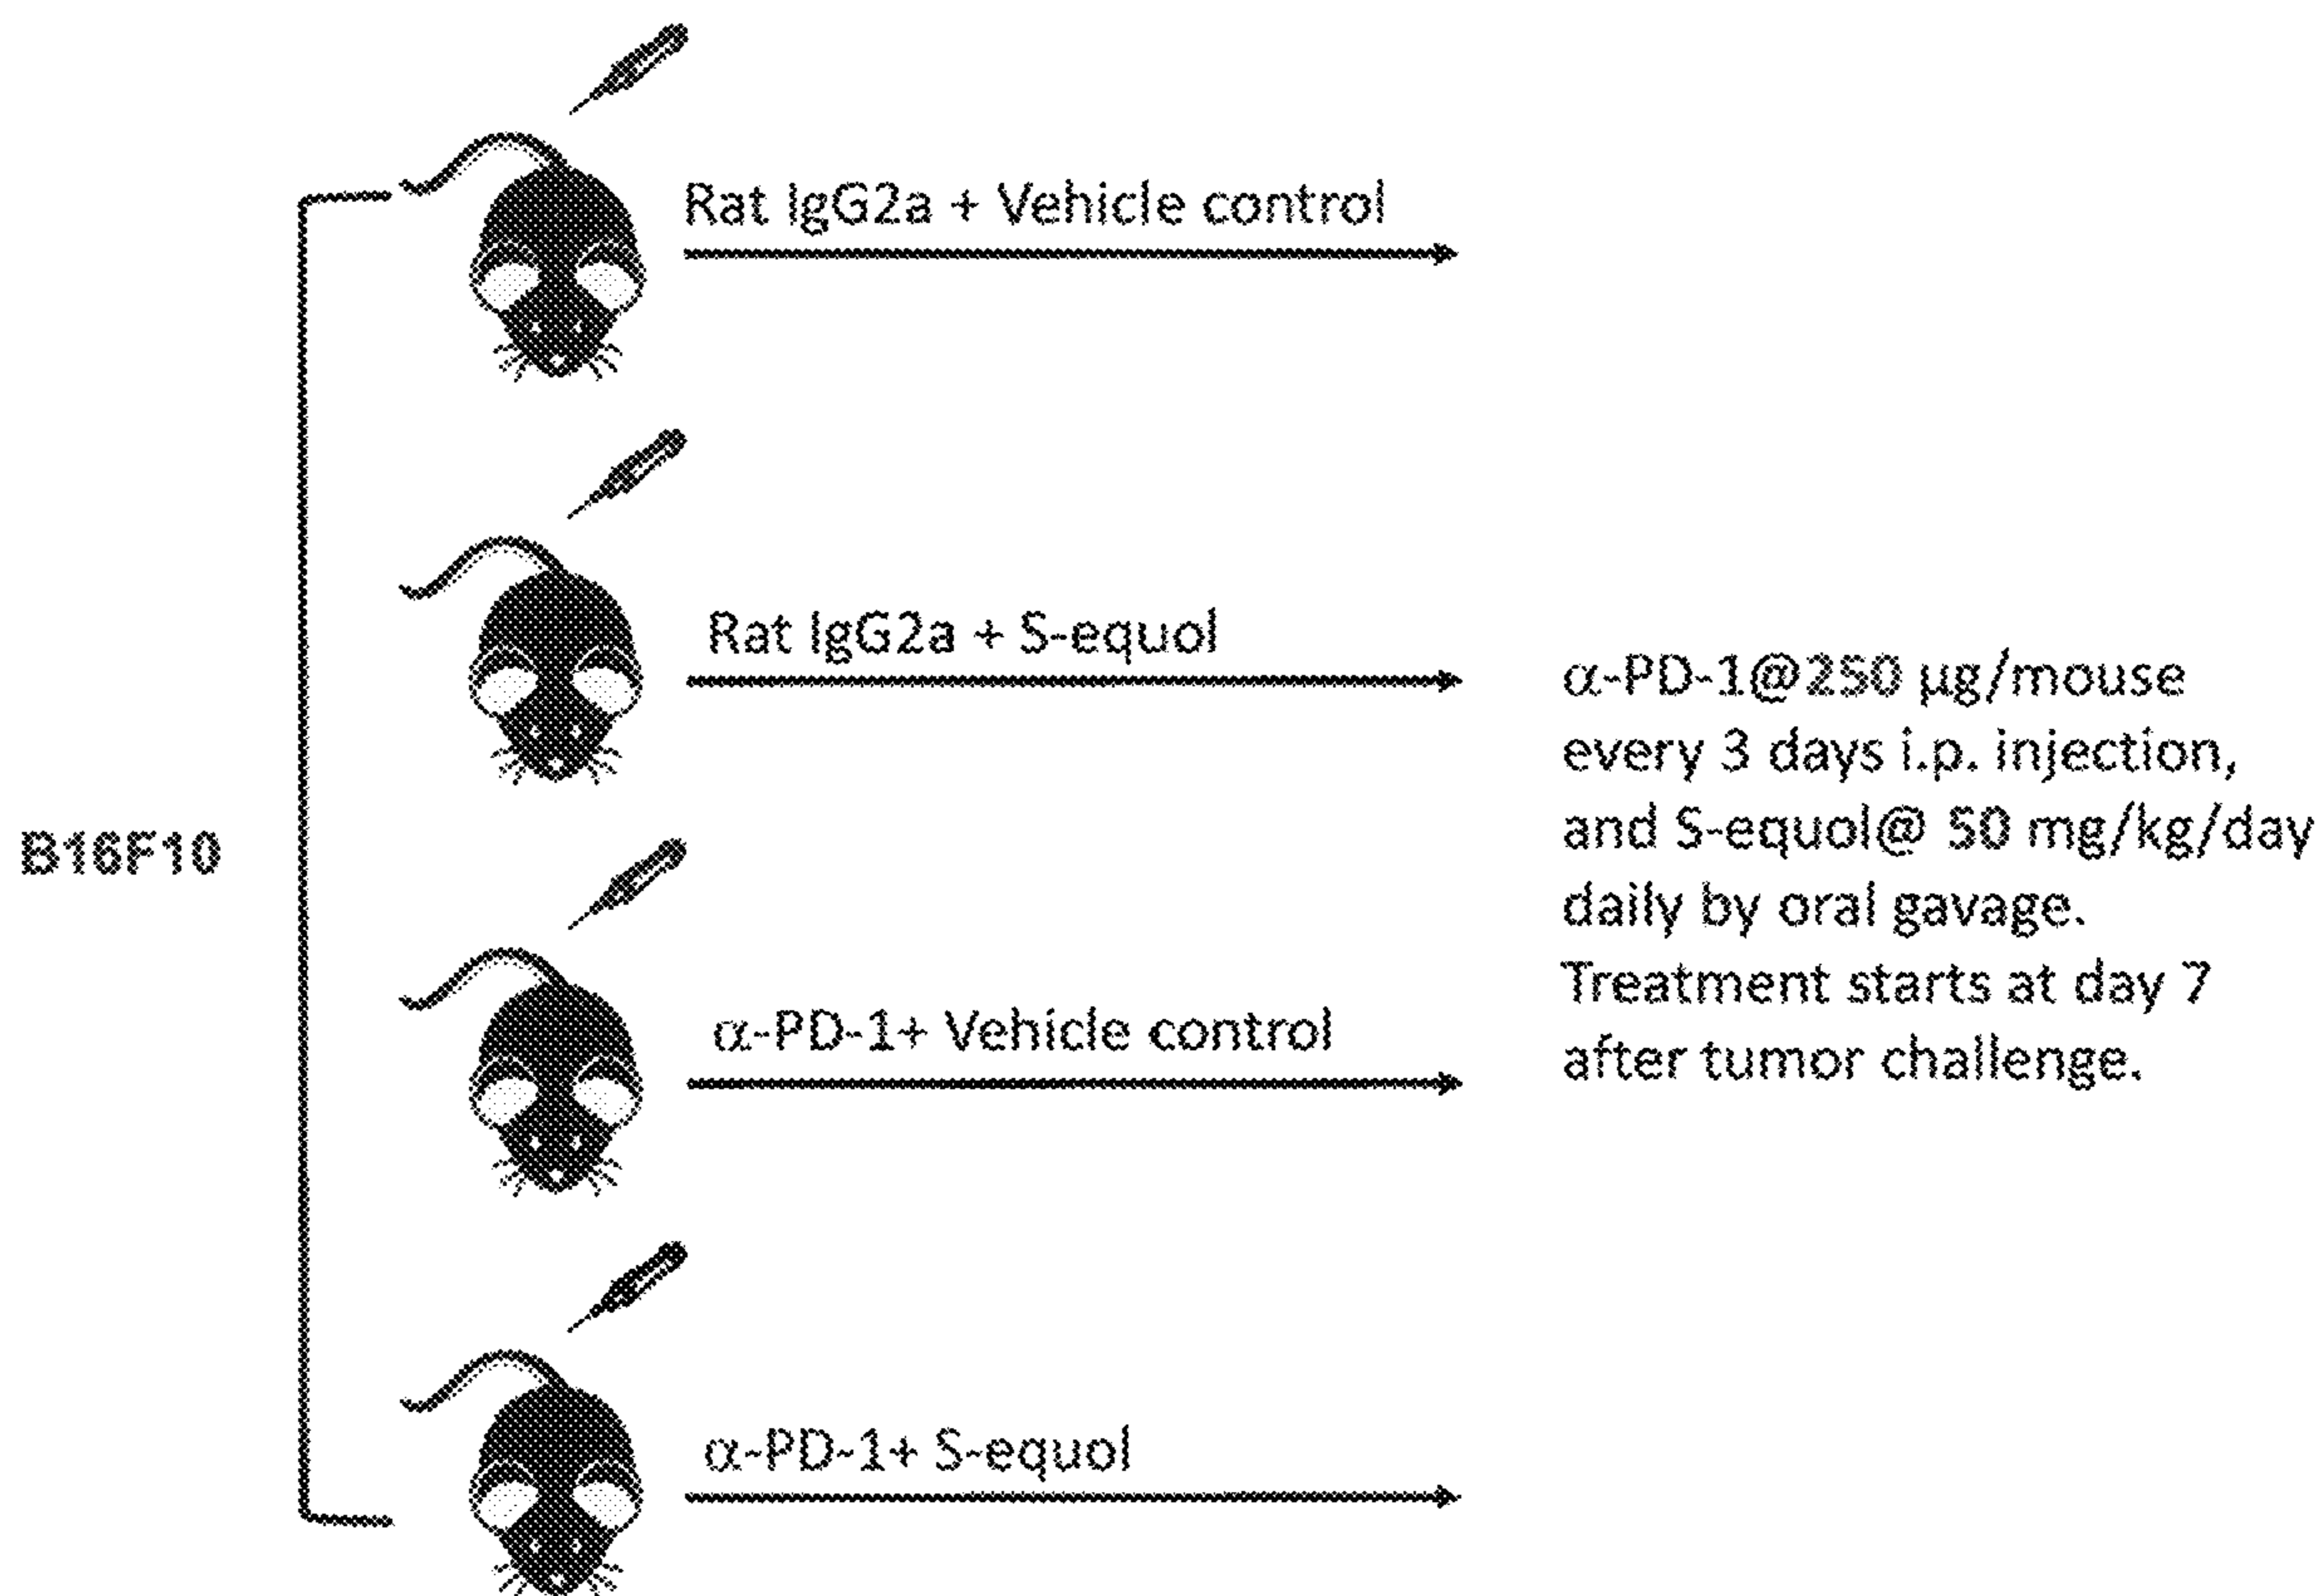 Rat IgG2a + Vehicle control
Rat IgG2a + S-equol
B16F10
α-PD-1+ Vehicle control
α-PD-1+ S-equol
α-PD-1@250 µg/mouse
every 3 days i.p. injection,
and S-equol@ 50 mg/kg/day
daily by oral gavage.
Treatment starts at day 7
after tumor challenge.